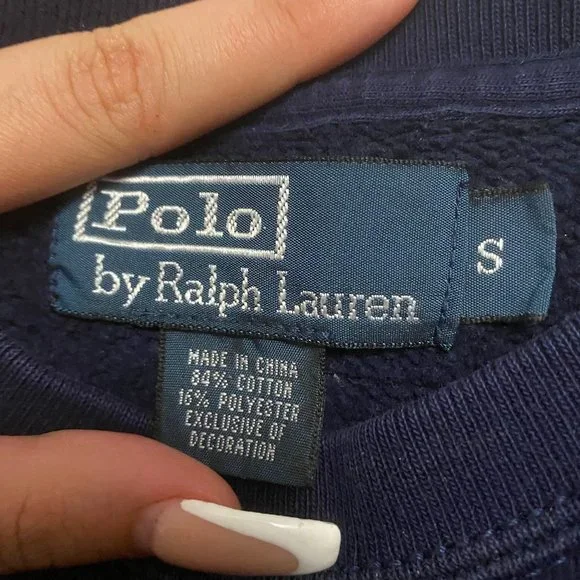 Polo
by Ralph Lauren
S
MADE IN CHINA
84% COTTON
16% POLYESTER
EXCLUSIVE OF
DECORATION